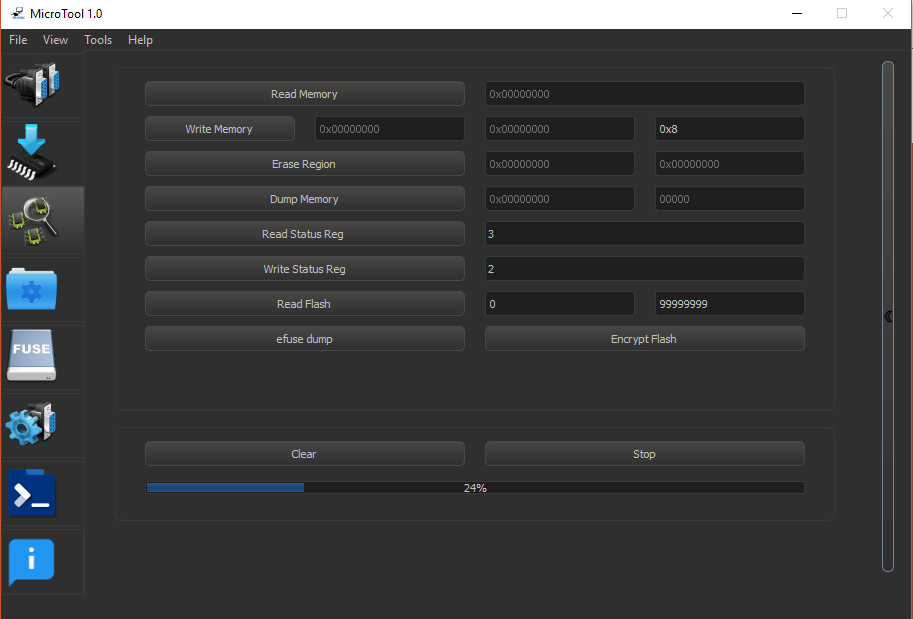 MicroTool 1.0
File View Tools Help
Read Memory 0x00000000
Write Memory 0x00000000 0x00000000 0x8
Erase Region 0x00000000 0x00000000
Dump Memory 0x00000000 00000
Read Status Reg 3
Write Status Reg 2
Read Flash 0 99999999
efuse dump Encrypt Flash
FUSE
Clear Stop
24%